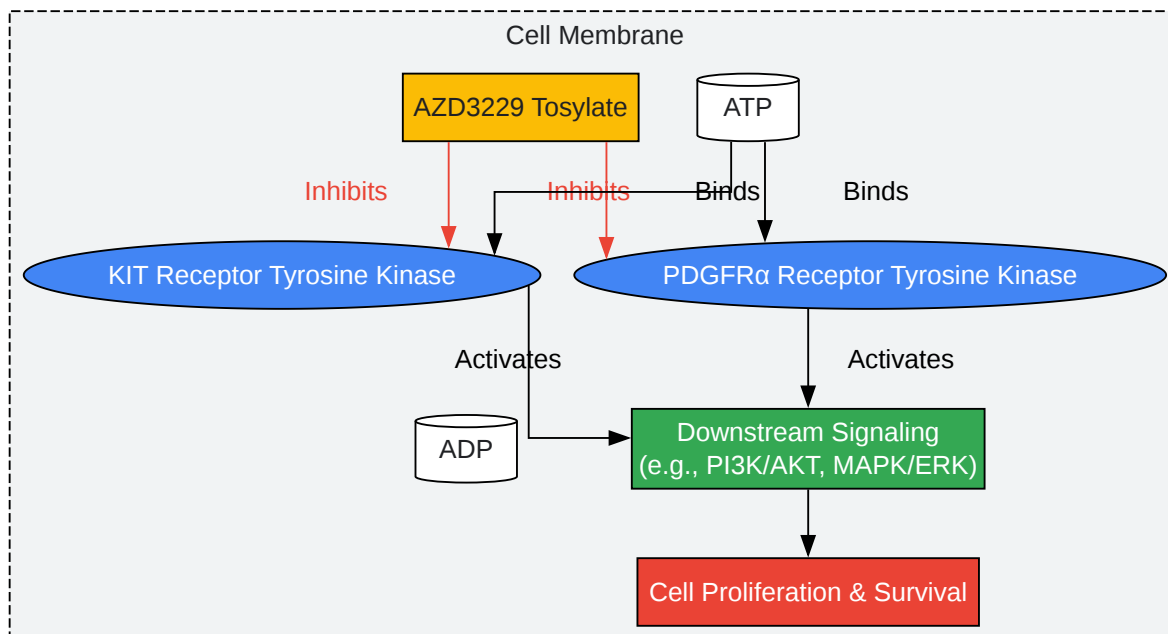 Cell Membrane
AZD3229 Tosylate
ATP
Inhibits
Inhibits
Binds
Binds
KIT Receptor Tyrosine Kinase
PDGFRα Receptor Tyrosine Kinase
Activates
Activates
ADP
Downstream Signaling
(e.g., PI3K/AKT, MAPK/ERK)
Cell Proliferation & Survival